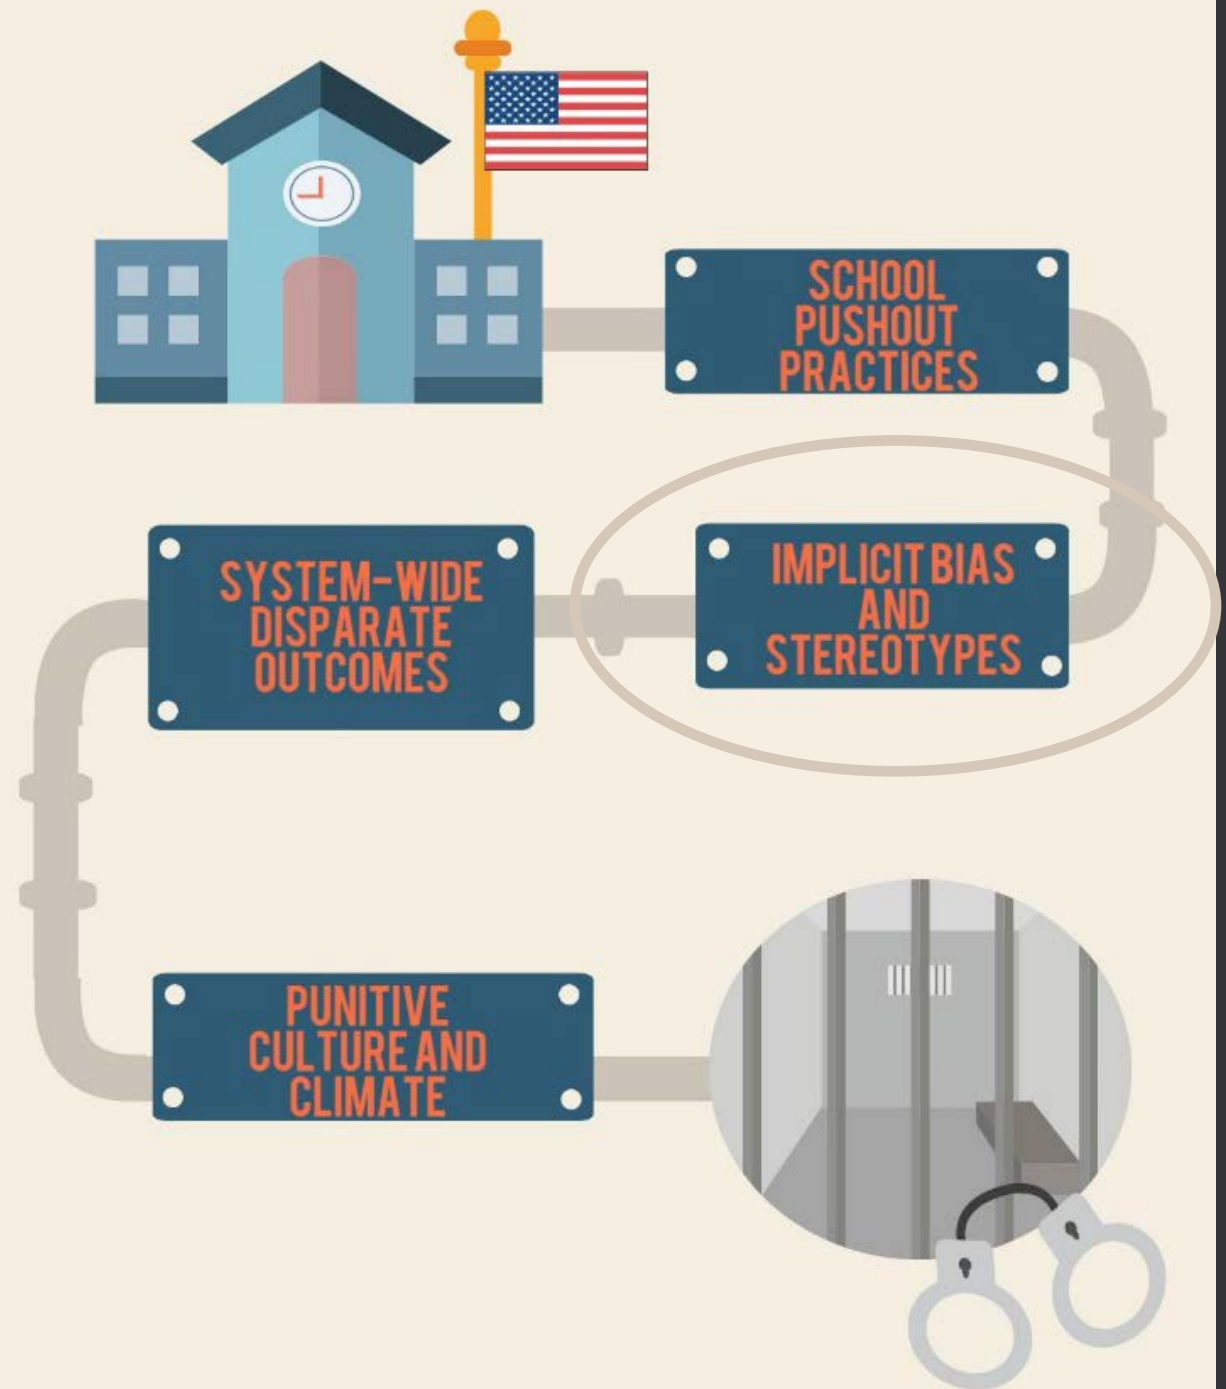 SCHOOL
PUSHOUT
PRACTICES
IMPLICIT BIAS
AND
STEREOTYPES
SYSTEM-WIDE
DISPARATE
OUTCOMES
PUNITIVE
CULTURE AND
CLIMATE